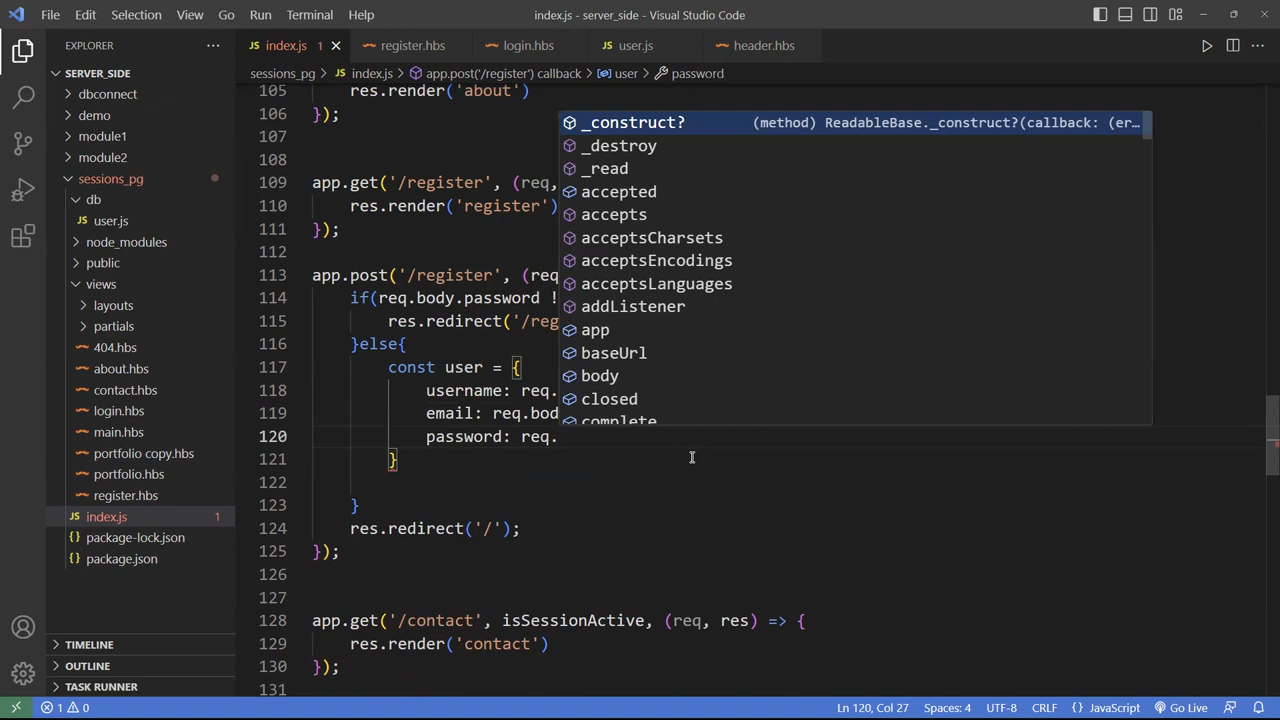 File Edit Selection View Go Run Terminal Help index.js - server_side - Visual Studio Code
EXPLORER
SERVER_SIDE
dbconnect
demo
module1
module2
sessions_pg
db
JS user.js
node_modules
public
views
layouts
partials
404.hbs
about.hbs
contact.hbs
login.hbs
main.hbs
portfolio copy.hbs
portfolio.hbs
register.hbs
JS index.js 1
package-lock.json
package.json
TIMELINE
OUTLINE
TASK RUNNER
JS index.js 1 register.hbs login.hbs JS user.js header.hbs
sessions_pg > JS index.js > app.post('/register') callback > user > password
105 res.render('about')
106 });
107
108
109 app.get('/register', (req,
110 res.render('register')
111 });
112
113 app.post('/register', (req
114 if(req.body.password !
115 res.redirect('/reg
116 }else{
117 const user = {
118 username: req.
119 email: req.bod
120 password: req.
121 }
122
123 }
124 res.redirect('/');
125 });
126
127
128 app.get('/contact', isSessionActive, (req, res) => {
129 res.render('contact')
130 });
131
_construct? (method) ReadableBase._construct?(callback: (er…
_destroy
_read
accepted
accepts
acceptsCharsets
acceptsEncodings
acceptsLanguages
addListener
app
baseUrl
body
closed
complete
1 0 Ln 120, Col 27 Spaces: 4 UTF-8 CRLF {} JavaScript Go Live